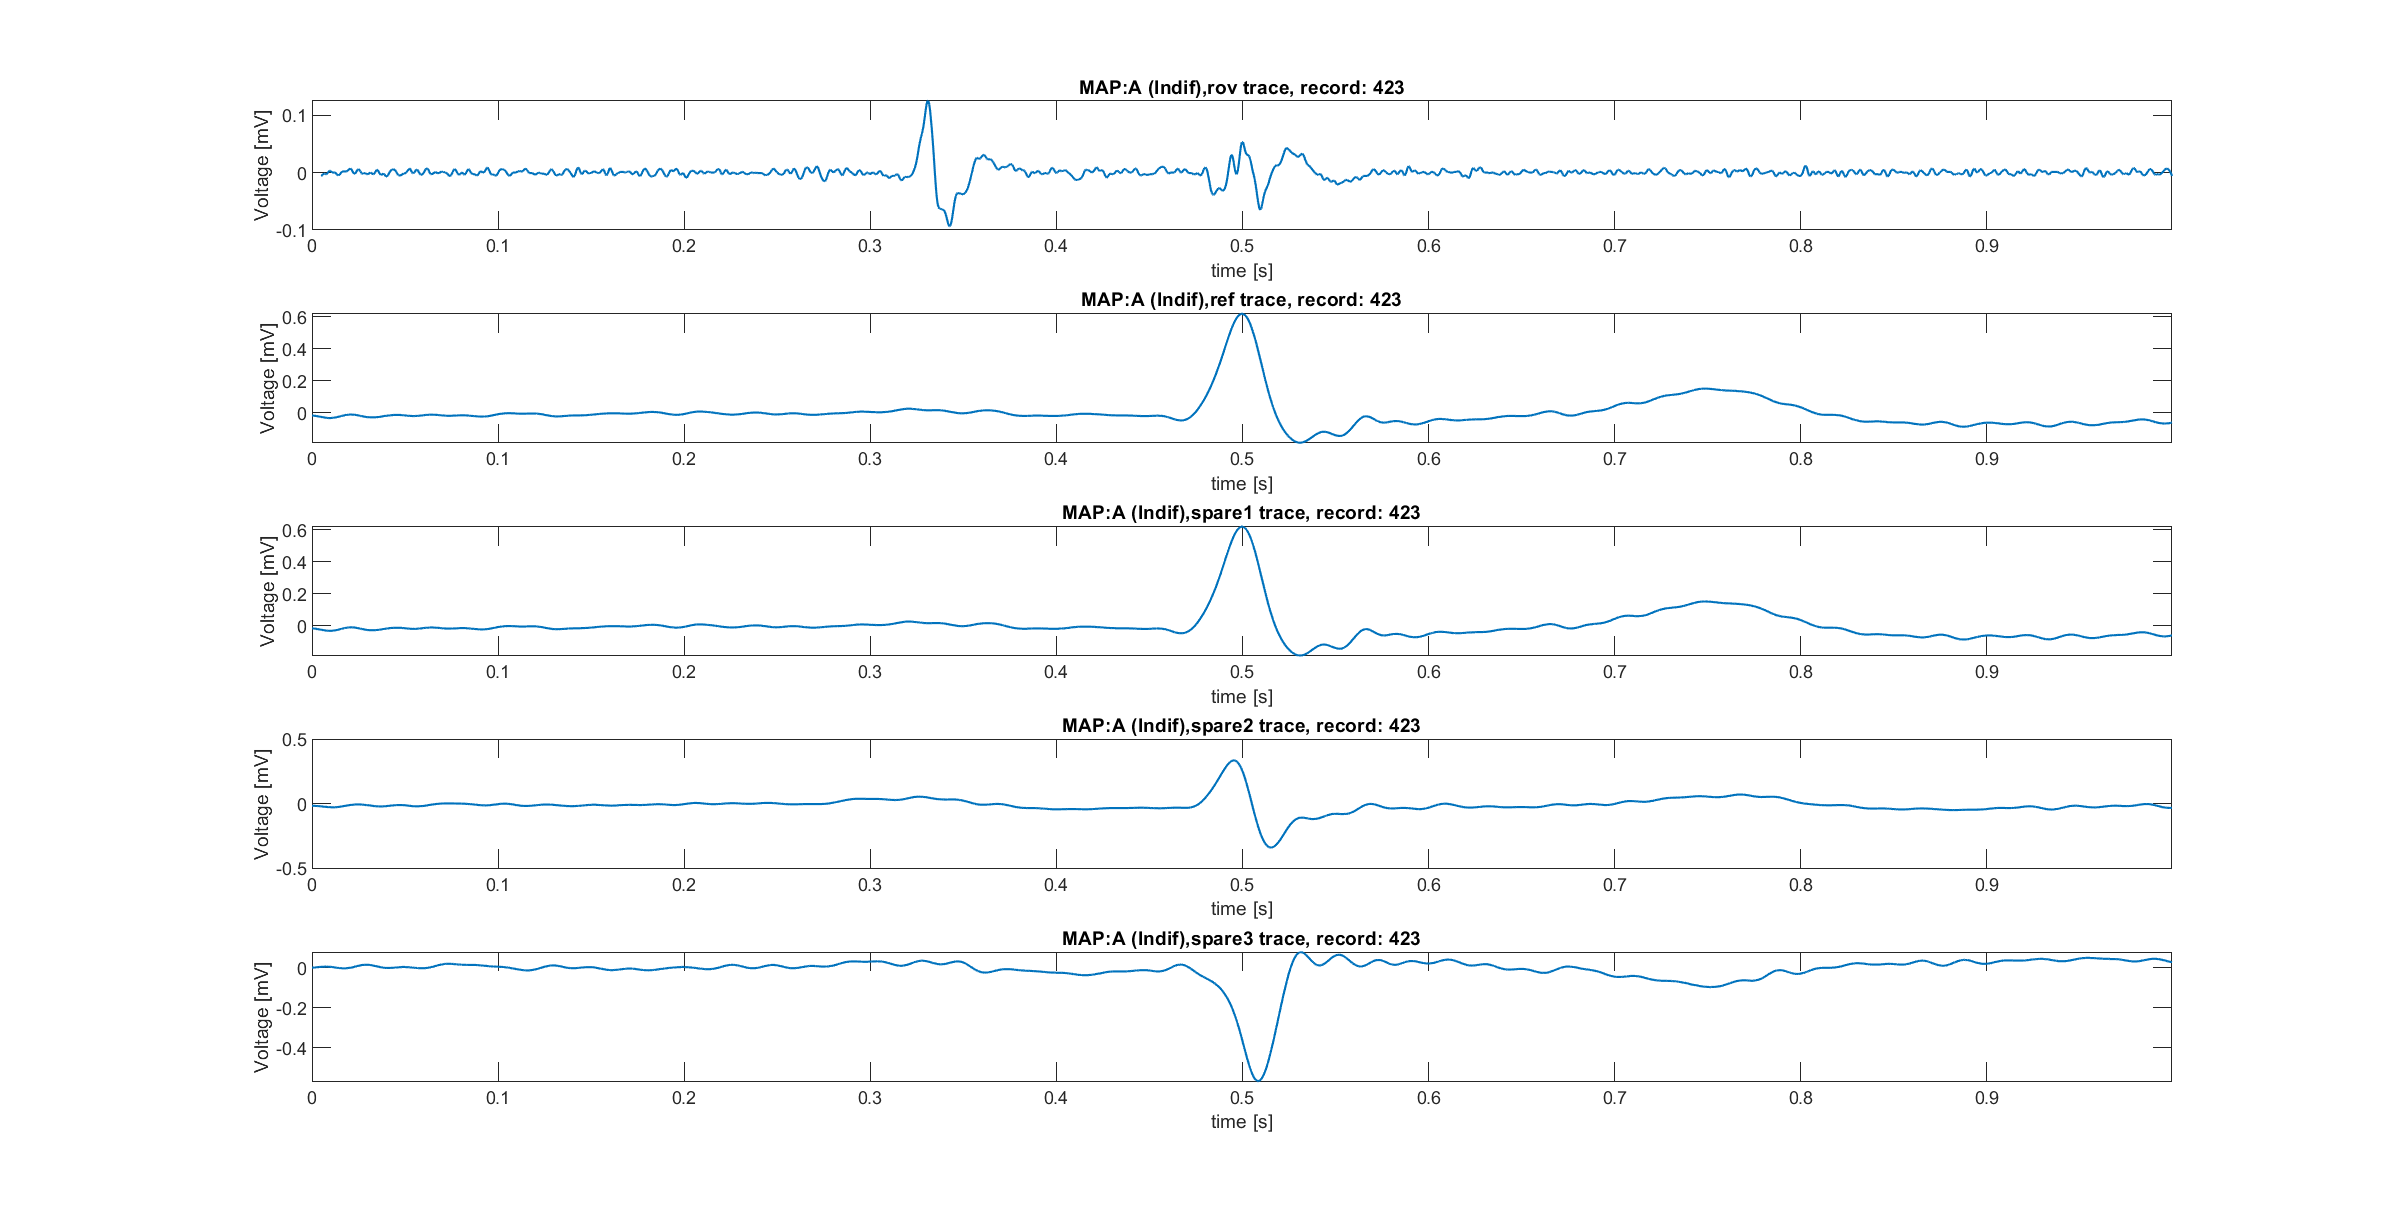 MAP:A (Indif),rov trace, record: 423
Voltage [mV]
0.1
0
-0.1
0 0.1 0.2 0.3 0.4 0.5 0.6 0.7 0.8 0.9
time [s]
MAP:A (Indif),ref trace, record: 423
Voltage [mV]
0.6
0.4
0.2
0
0 0.1 0.2 0.3 0.4 0.5 0.6 0.7 0.8 0.9
time [s]
MAP:A (Indif),spare1 trace, record: 423
Voltage [mV]
0.6
0.4
0.2
0
0 0.1 0.2 0.3 0.4 0.5 0.6 0.7 0.8 0.9
time [s]
MAP:A (Indif),spare2 trace, record: 423
Voltage [mV]
0.5
0
-0.5
0 0.1 0.2 0.3 0.4 0.5 0.6 0.7 0.8 0.9
time [s]
MAP:A (Indif),spare3 trace, record: 423
Voltage [mV]
0
-0.2
-0.4
0 0.1 0.2 0.3 0.4 0.5 0.6 0.7 0.8 0.9
time [s]